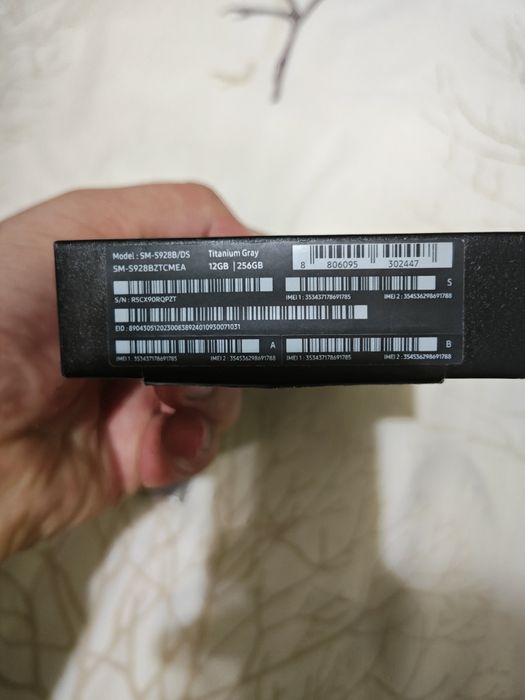 Model : SM-S928B/DS Titanium Gray
SM-S928BZTCMEA 12GB | 256GB
8 806095 302447
S
S/N : R5CX90RQPZT IMEI 1 : 353437178691785 IMEI 2 : 354536298691788
EID : 89043051202300838924010930071031
A B
IMEI 1 : 353437178691785 IMEI 2 : 354536298691788 IMEI 1 : 353437178691785 IMEI 2 : 354536298691788